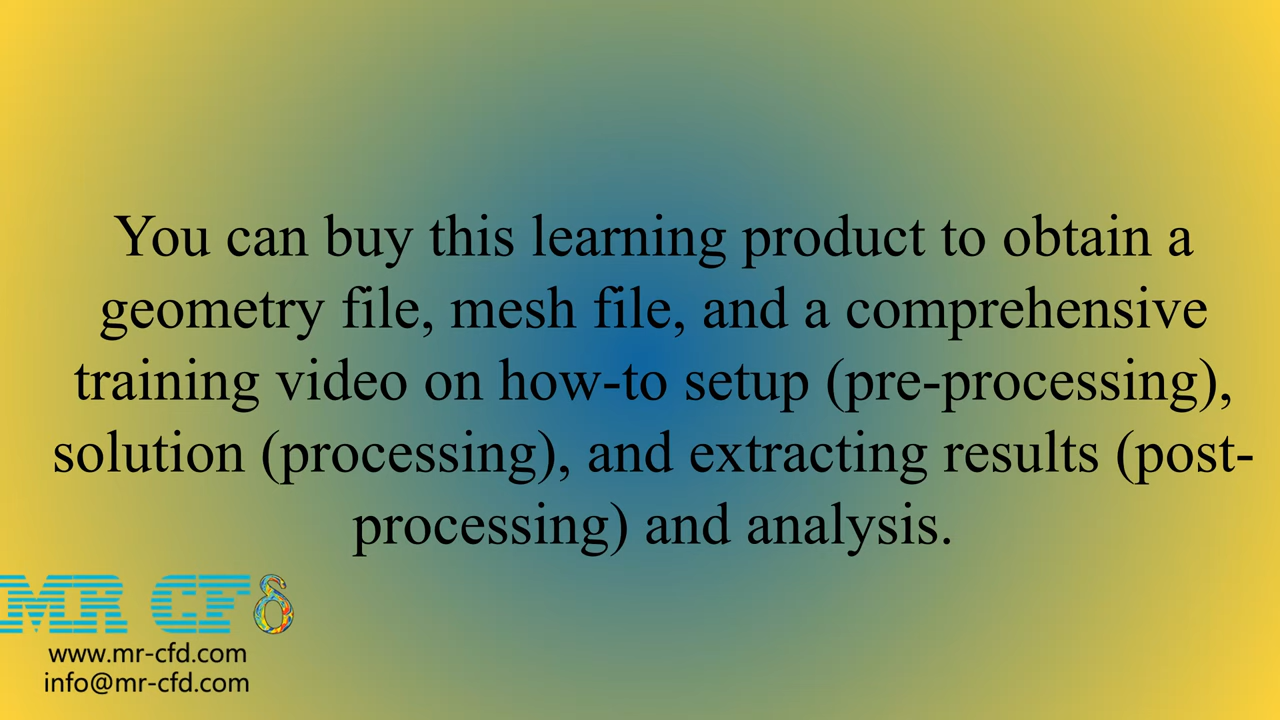 You can buy this learning product to obtain a
geometry file, mesh file, and a comprehensive
training video on how-to setup (pre-processing),
solution (processing), and extracting results (post-
processing) and analysis.
MR CFδ
www.mr-cfd.com
info@mr-cfd.com